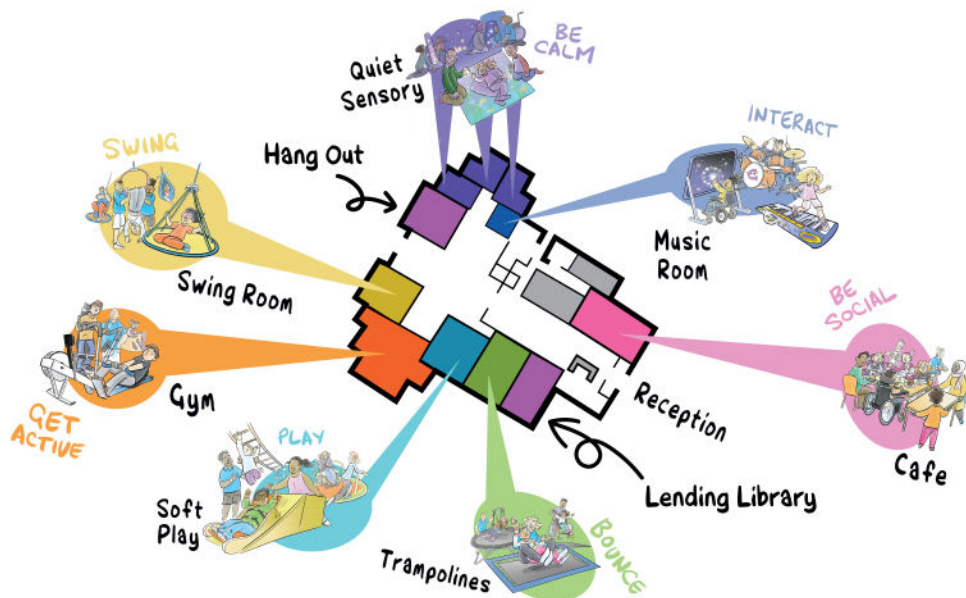 BE
CALM
Quiet
Sensory
INTERACT
SWING
Hang Out
Music
Room
Swing Room
BE
SOCIAL
Gym
GET
ACTIVE
Reception
Cafe
PLAY
Soft
Play
Lending Library
Trampolines
BOUNCE